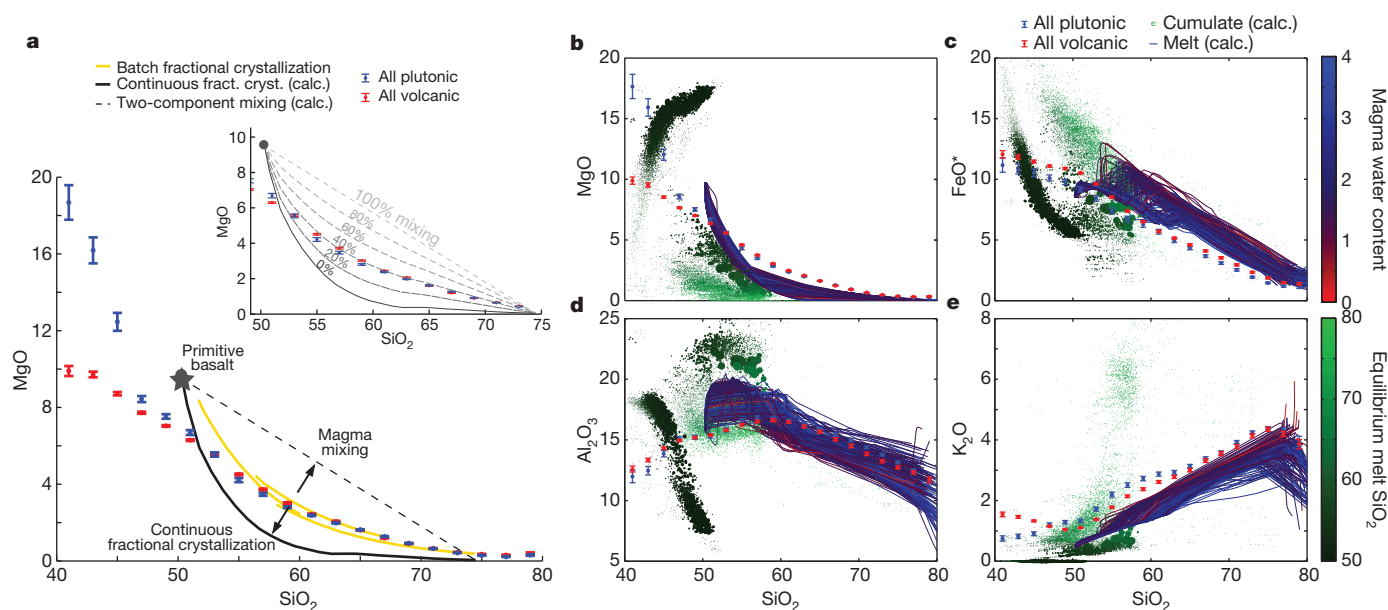 a
Batch fractional crystallization
Continuous fract. cryst. (calc.)
Two-component mixing (calc.)
All plutonic
All volcanic
10
8
6
4
2
0
MgO
100% mixing
80%
60%
40%
20%
0%
50
55
60
65
70
75
SiO2
20
16
12
8
4
0
MgO
Primitive
basalt
Magma
mixing
Continuous
fractional crystallization
40
50
60
70
80
SiO2
b
20
15
10
5
0
MgO
All plutonic
All volcanic
Cumulate (calc.)
Melt (calc.)
c
20
15
10
5
0
FeO*
4
3
2
1
0
Magma water content
d
25
20
15
10
5
Al2O3
40
50
60
70
80
SiO2
e
8
6
4
2
0
K2O
40
50
60
70
80
SiO2
80
70
60
50
Equilibrium melt SiO2